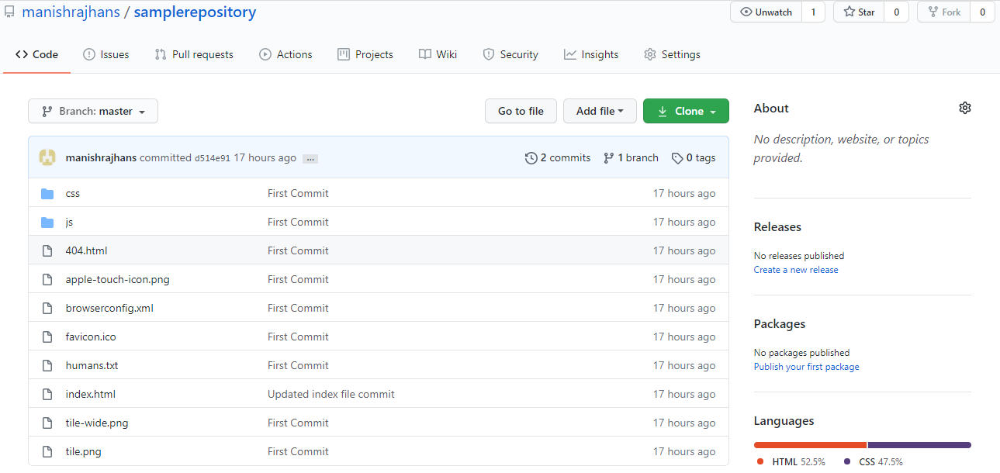 manishrajhans / samplerepository
Unwatch 1 Star 0 Fork 0
Code Issues Pull requests Actions Projects Wiki Security Insights Settings
Branch: master
Go to file Add file Clone
manishrajhans committed d514e91 17 hours ago ...
2 commits 1 branch 0 tags
css First Commit 17 hours ago
js First Commit 17 hours ago
404.html First Commit 17 hours ago
apple-touch-icon.png First Commit 17 hours ago
browserconfig.xml First Commit 17 hours ago
favicon.ico First Commit 17 hours ago
humans.txt First Commit 17 hours ago
index.html Updated index file commit 17 hours ago
tile-wide.png First Commit 17 hours ago
tile.png First Commit 17 hours ago
About
No description, website, or topics
provided.
Releases
No releases published
Create a new release
Packages
No packages published
Publish your first package
Languages
HTML 52.5% CSS 47.5%